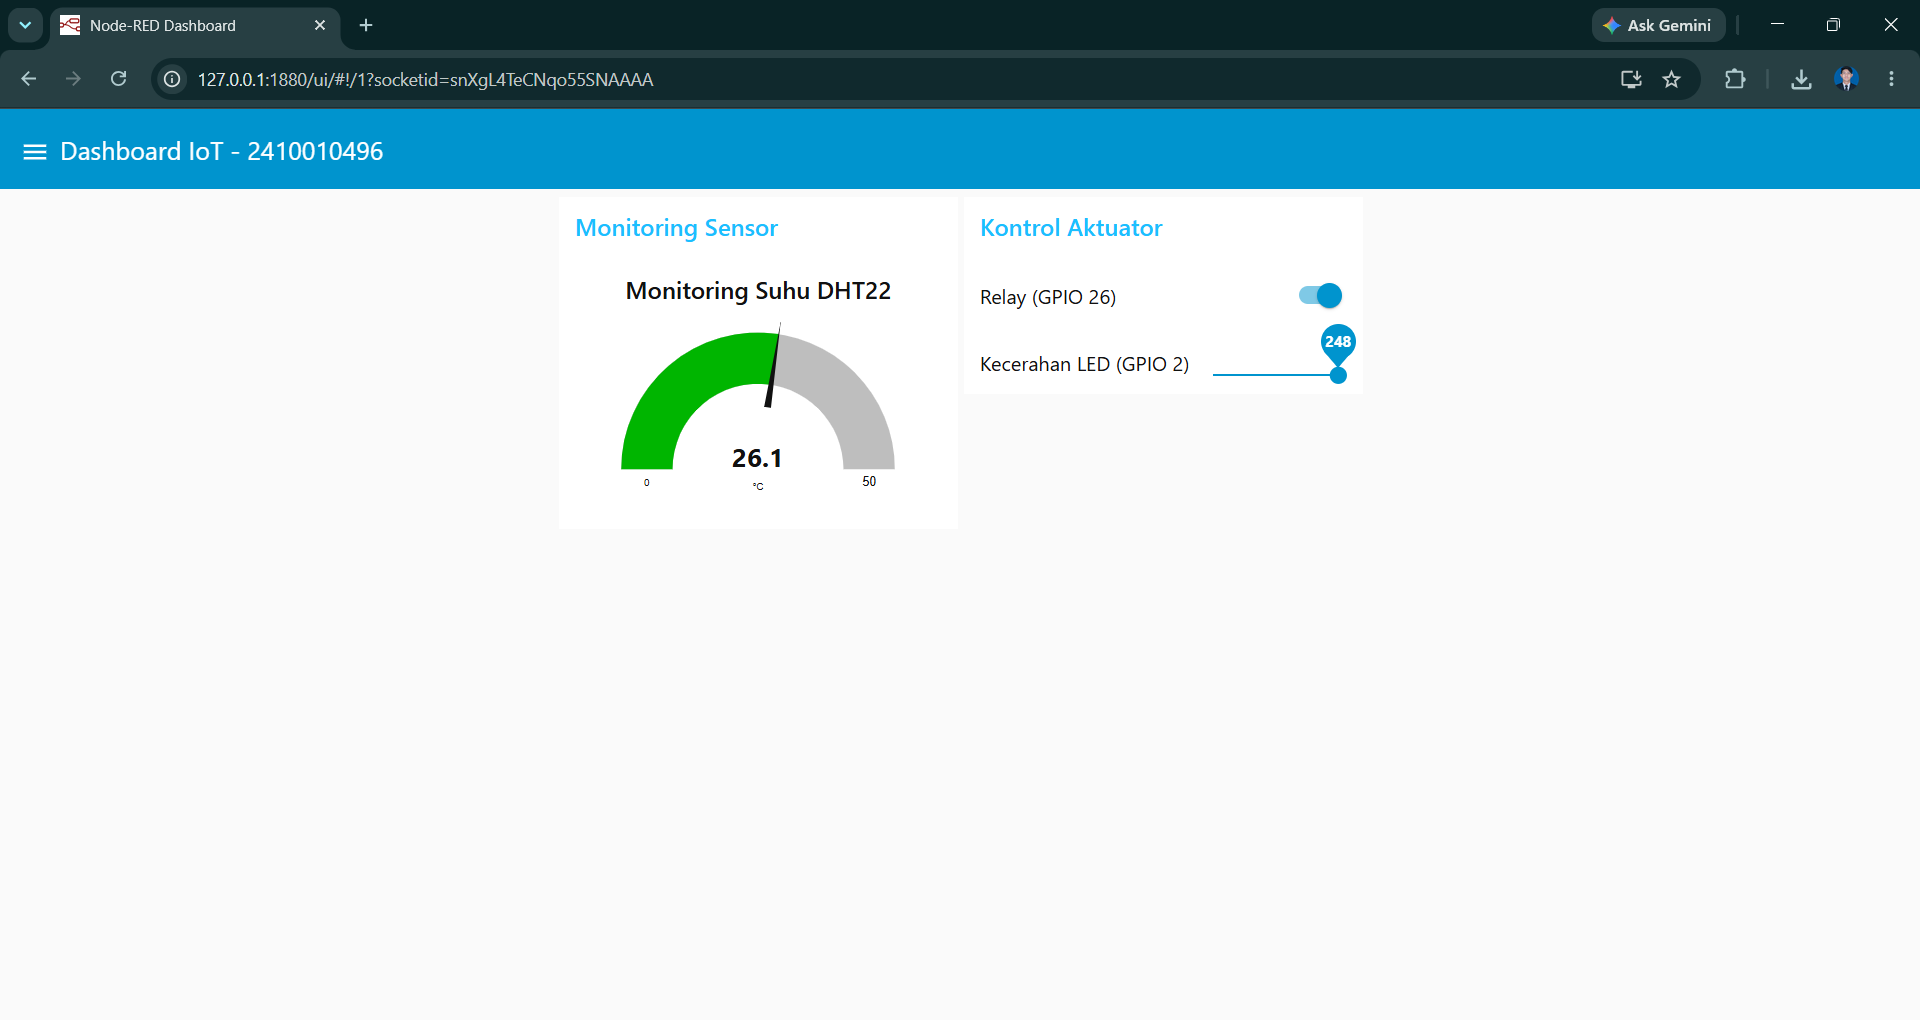 Node-RED Dashboard
Ask Gemini
127.0.0.1:1880/ui/#!/1?socketid=snXgL4TeCNqo55SNAAAA
Dashboard IoT - 2410010496
Monitoring Sensor
Monitoring Suhu DHT22
26.1
0
°C
50
Kontrol Aktuator
Relay (GPIO 26)
248
Kecerahan LED (GPIO 2)